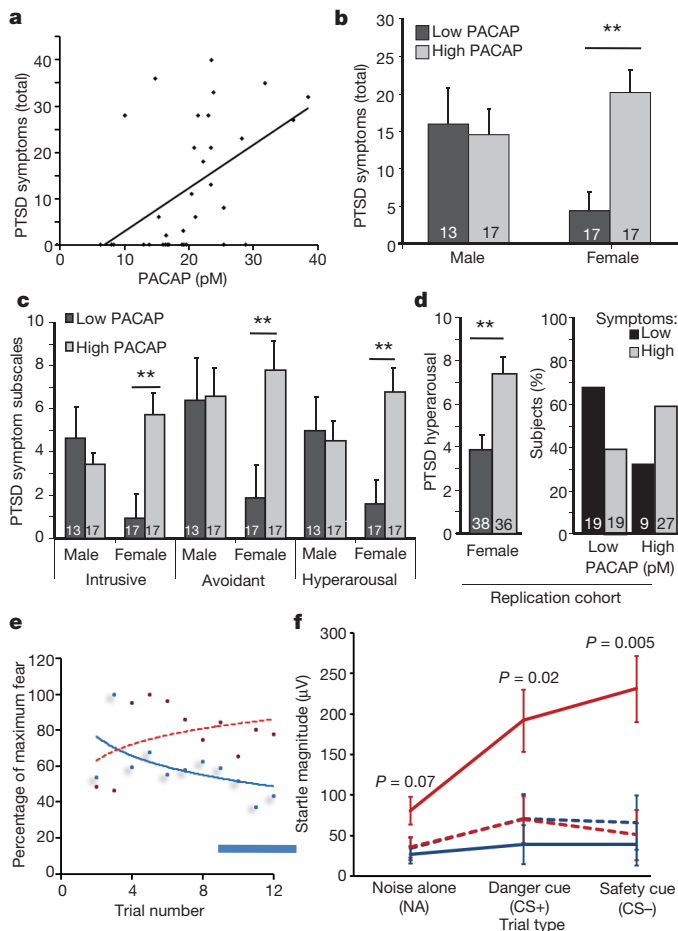 a
PTSD symptoms (total)
40
30
20
10
0
0
10
20
30
40
PACAP (pM)
b
Low PACAP
High PACAP
**
PTSD symptoms (total)
30
25
20
15
10
5
0
13
17
17
17
Male
Female
c
Low PACAP
High PACAP
**
**
**
PTSD symptom subscales
10
8
6
4
2
0
13
17
17
17
13
17
17
17
13
17
17
17
Male Female Male Female Male Female
Intrusive Avoidant Hyperarousal
d
**
PTSD hyperarousal
10
8
6
4
2
0
38
36
Female
Symptoms:
Low
High
Subjects (%)
100
80
60
40
20
0
19
19
9
27
Low High
PACAP (pM)
Replication cohort
e
Percentage of maximum fear
120
100
80
60
40
20
0
0
4
8
12
Trial number
f
Startle magnitude (µV)
300
250
200
150
100
50
0
P = 0.07
P = 0.02
P = 0.005
Noise alone (NA)
Danger cue (CS+)
Safety cue (CS–)
Trial type